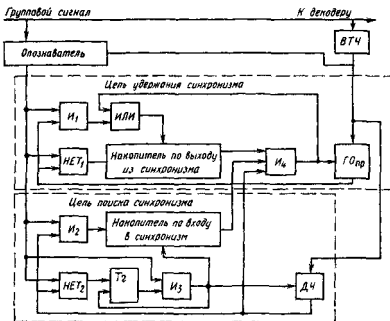 Групповой сигнал
К декодеру
Опознаватель
ВТЧ
Цепь удержания синхронизма
И₁
ИЛИ
НЕТ₁
Накопитель по выходу
из синхронизма
И₄
ГОпр
Цепь поиска синхронизма
И₂
Накопитель по входу
в синхронизм
НЕТ₂
Тг
И₃
ДЧ